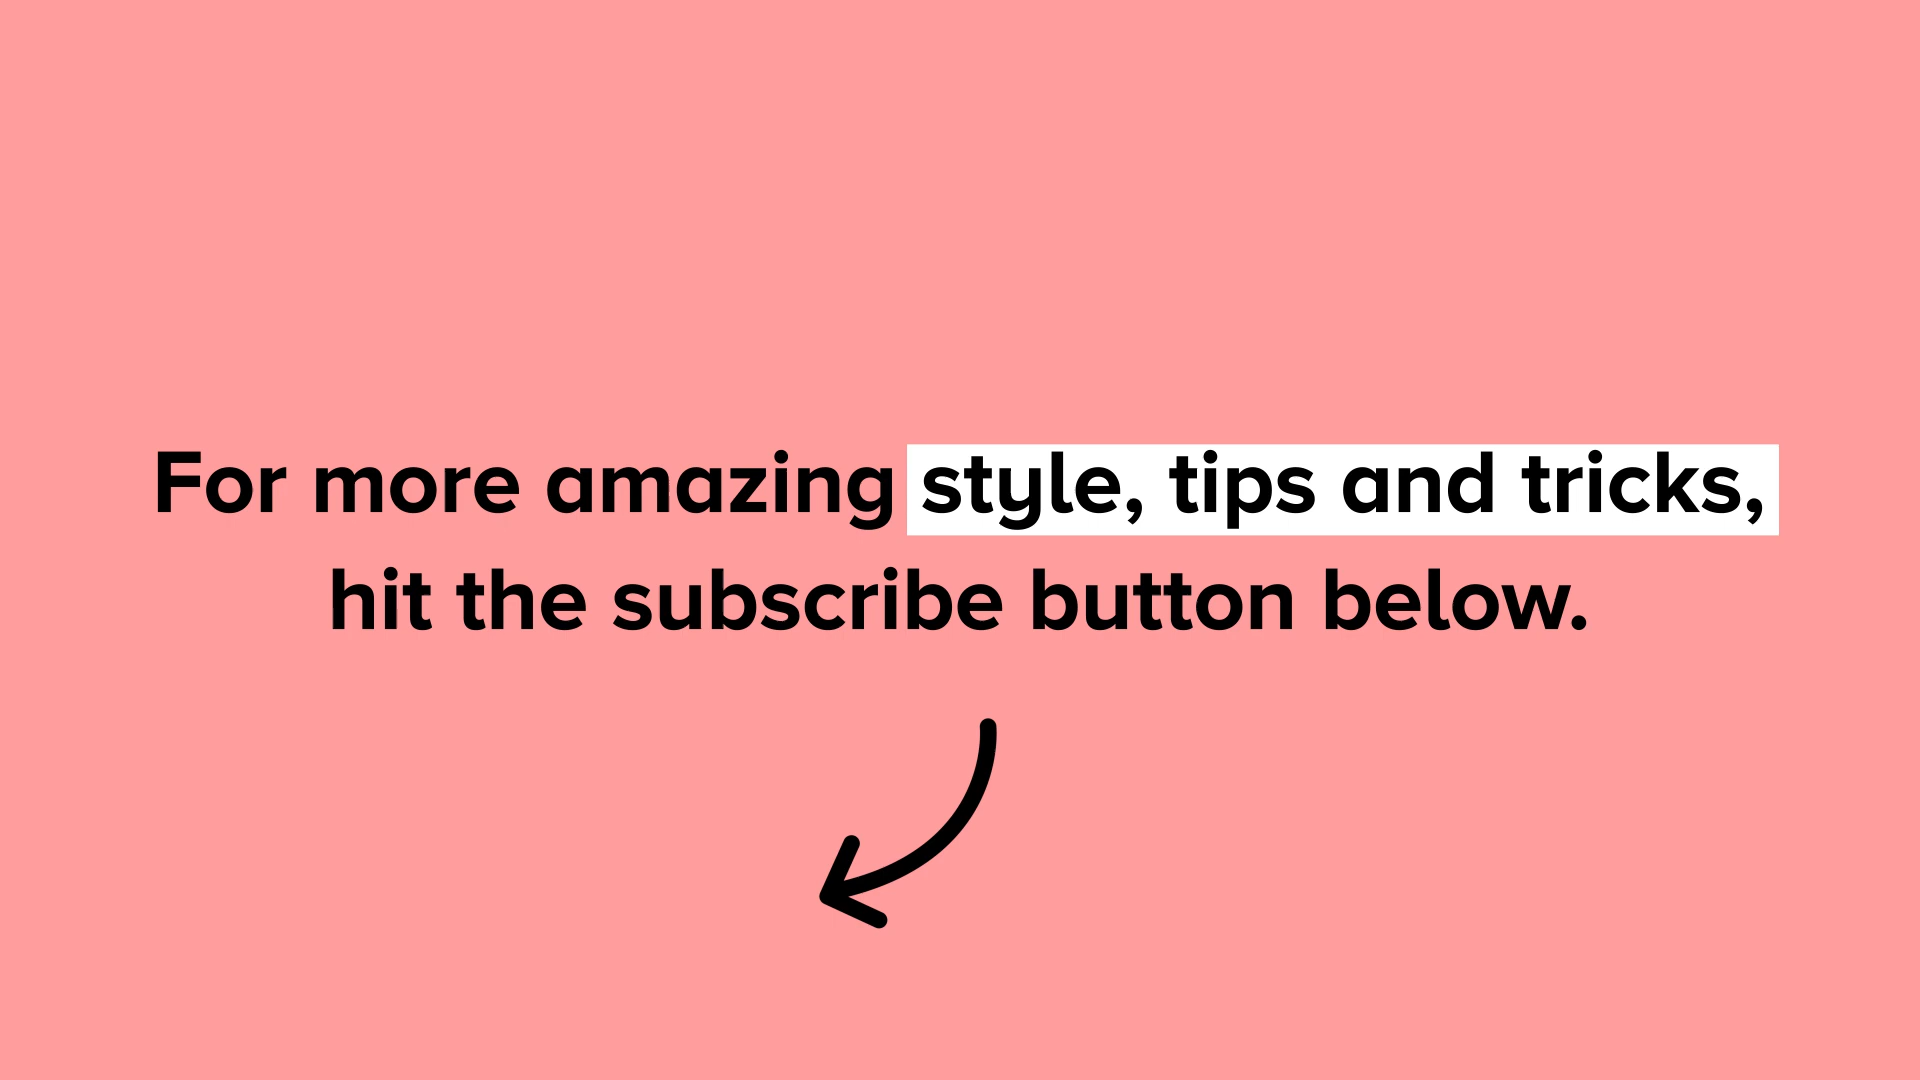 For more amazing style, tips and tricks,
hit the subscribe button below.